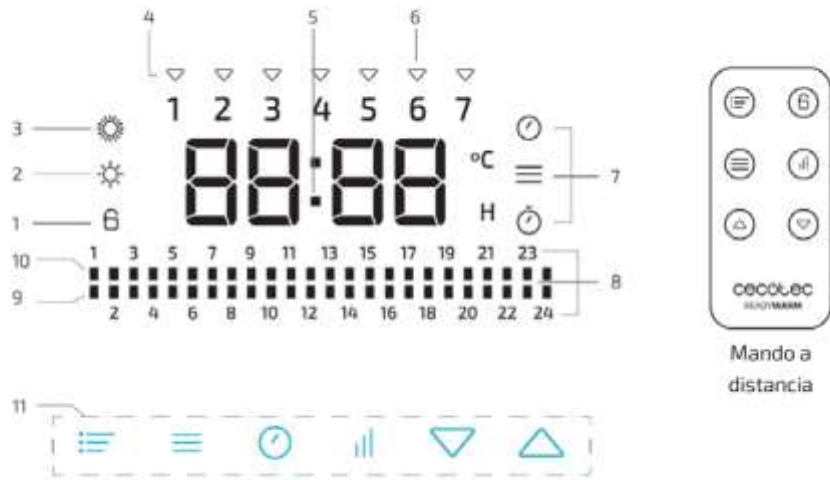 4 5 6
1 2 3 4 5 6 7
3
2
1
88:88
°C
H
7
1 3 5 7 9 11 13 15 17 19 21 23
10
9
8
2 4 6 8 10 12 14 16 18 20 22 24
11
cecotec
READYWARM
Mando a
distancia